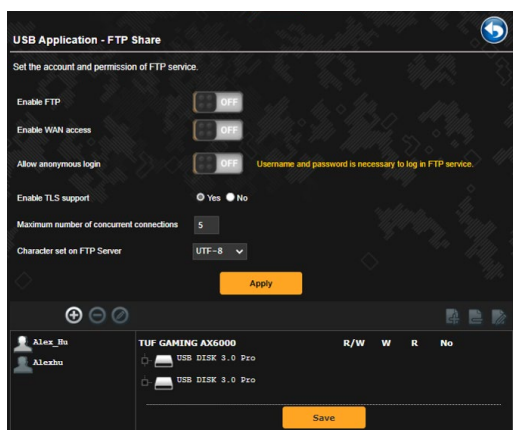 USB Application - FTP Share
Set the account and permission of FTP service.
Enable FTP OFF
Enable WAN access OFF
Allow anonymous login OFF Username and password is necessary to log in FTP service.
Enable TLS support Yes No
Maximum number of concurrent connections 5
Character set on FTP Server UTF-8
Apply
Alex_Hu
Alexhu
TUF GAMING AX6000 R/W W R No
USB DISK 3.0 Pro
USB DISK 3.0 Pro
Save